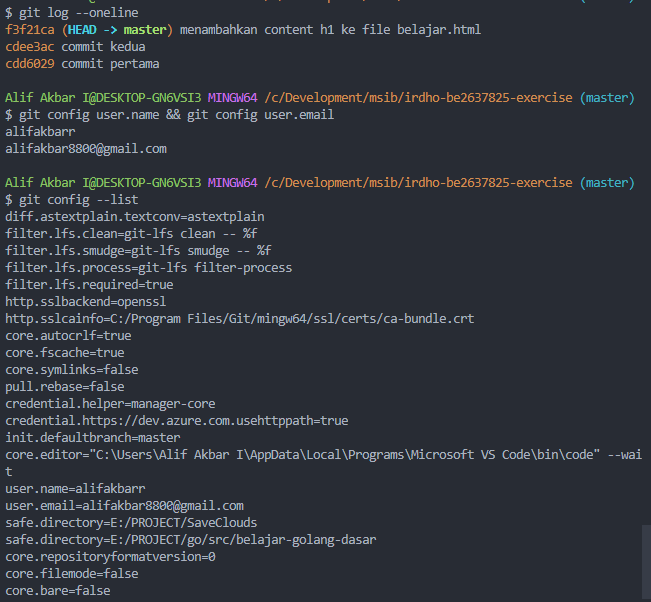 $ git log --oneline
f3f21ca (HEAD -> master) menambahkan content h1 ke file belajar.html
cdee3ac commit kedua
cdd6029 commit pertama
Alif Akbar I@DESKTOP-GN6VSI3 MINGW64 /c/Development/msib/irdho-be2637825-exercise (master)
$ git config user.name && git config user.email
alifakbarr
alifakbar8800@gmail.com
Alif Akbar I@DESKTOP-GN6VSI3 MINGW64 /c/Development/msib/irdho-be2637825-exercise (master)
$ git config --list
diff.astextplain.textconv=astextplain
filter.lfs.clean=git-lfs clean -- %f
filter.lfs.smudge=git-lfs smudge -- %f
filter.lfs.process=git-lfs filter-process
filter.lfs.required=true
http.sslbackend=openssl
http.sslcainfo=C:/Program Files/Git/mingw64/ssl/certs/ca-bundle.crt
core.autocrlf=true
core.fscache=true
core.symlinks=false
pull.rebase=false
credential.helper=manager-core
credential.https://dev.azure.com.usehttppath=true
init.defaultbranch=master
core.editor="C:\Users\Alif Akbar I\AppData\Local\Programs\Microsoft VS Code\bin\code" --wai
t
user.name=alifakbarr
user.email=alifakbar8800@gmail.com
safe.directory=E:/PROJECT/SaveClouds
safe.directory=E:/PROJECT/go/src/belajar-golang-dasar
core.repositoryformatversion=0
core.filemode=false
core.bare=false